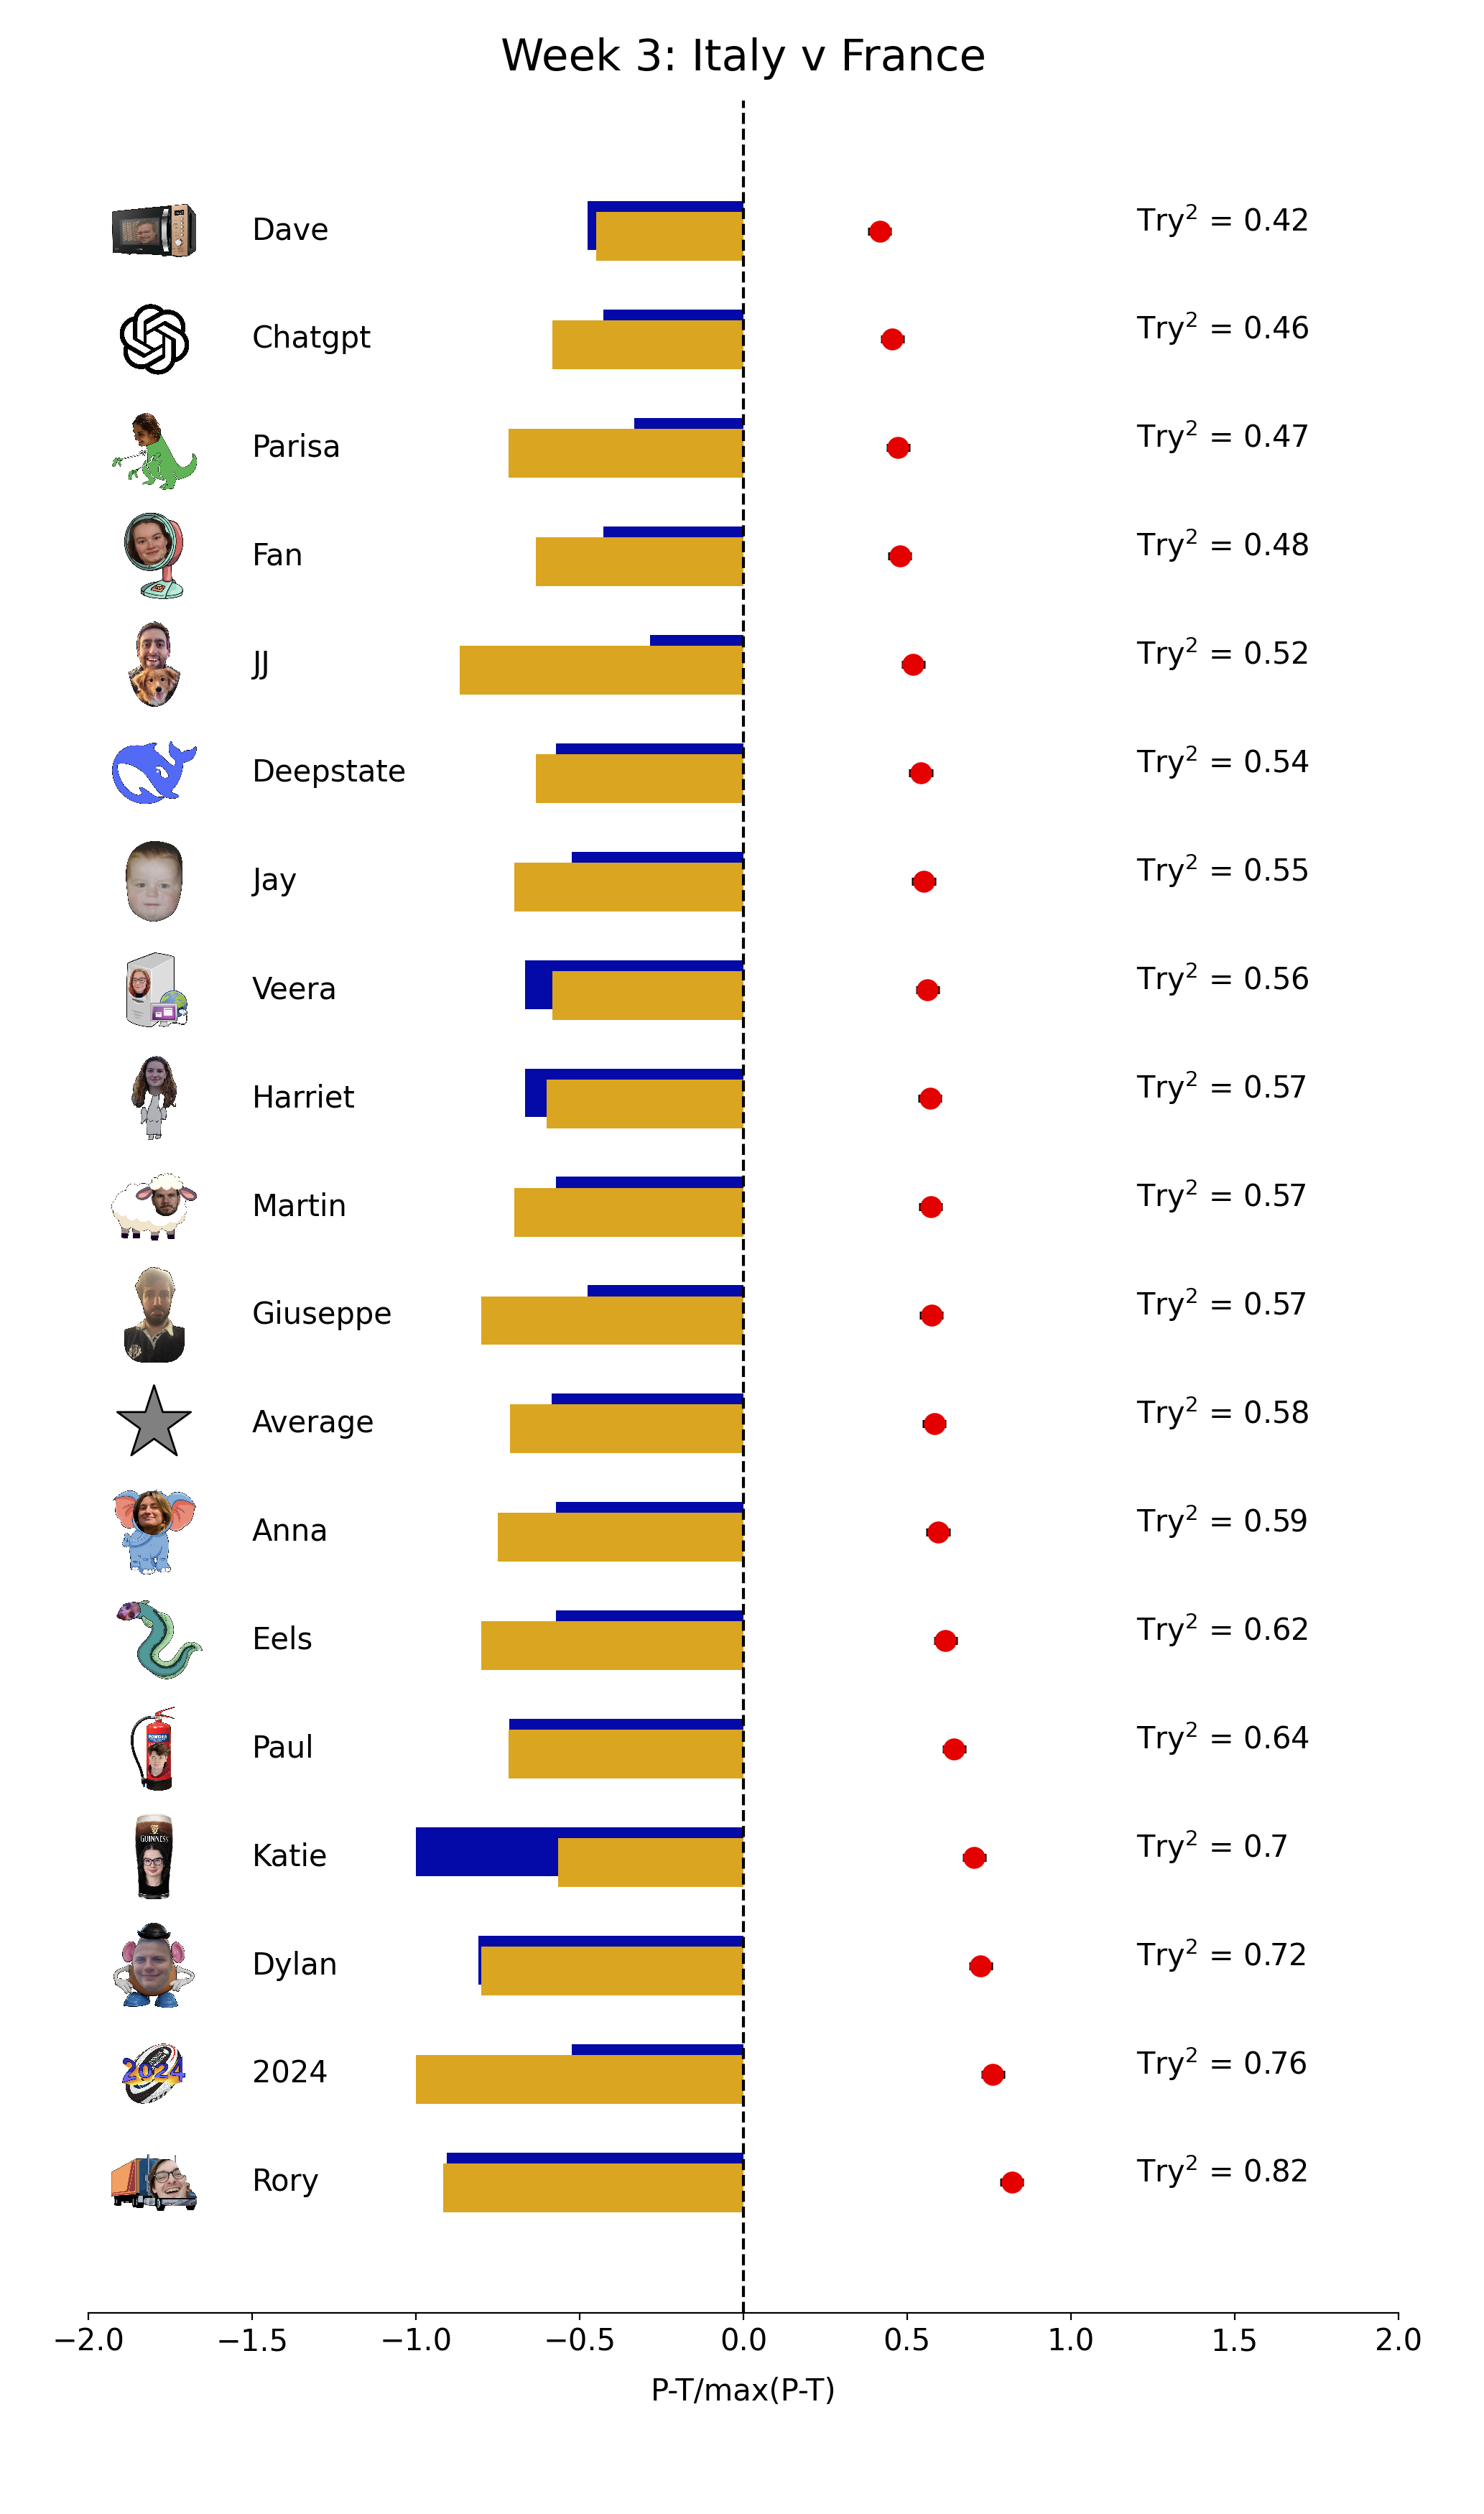 Week 3: Italy v France
Dave Try² = 0.42
Chatgpt Try² = 0.46
Parisa Try² = 0.47
Fan Try² = 0.48
JJ Try² = 0.52
Deepstate Try² = 0.54
Jay Try² = 0.55
Veera Try² = 0.56
Harriet Try² = 0.57
Martin Try² = 0.57
Giuseppe Try² = 0.57
Average Try² = 0.58
Anna Try² = 0.59
Eels Try² = 0.62
Paul Try² = 0.64
GUINNESS
Katie Try² = 0.7
Dylan Try² = 0.72
2024
2024 Try² = 0.76
Rory Try² = 0.82
−2.0 −1.5 −1.0 −0.5 0.0 0.5 1.0 1.5 2.0
P-T/max(P-T)